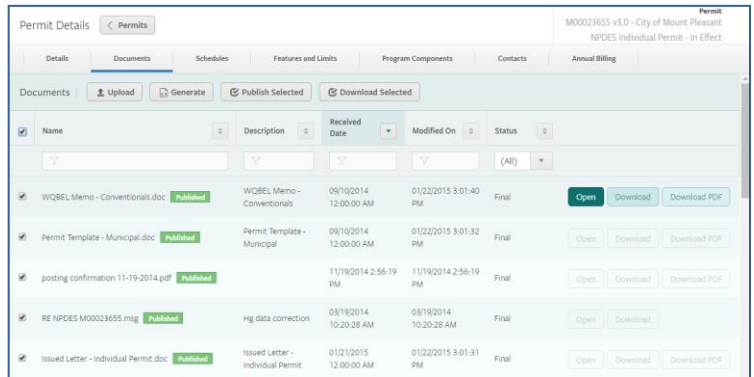 Permit Details < Permits
Permit
M00023655 v3.0 - City of Mount Pleasant
NPDES Individual Permit - In Effect
Details Documents Schedules Features and Limits Program Components Contacts Annual Billing
Documents Upload Generate Publish Selected Download Selected
Name Description Received Date Modified On Status
(All)
WQBEL Memo - Conventionals.doc Published WQBEL Memo - 09/10/2014 01/22/2015 3:01:40 Final Open Download Download PDF
Conventionals 12:00:00 AM PM
Permit Template - Municipal.doc Published Permit Template - 09/10/2014 01/22/2015 3:01:32 Final Open Download Download PDF
Municipal 12:00:00 AM PM
posting confirmation 11-19-2014.pdf Published 11/19/2014 2:56:19 11/19/2014 2:56:19 Final Open Download Download PDF
PM PM
RE NPDES M00023655.msg Published Hg data correction 03/19/2014 03/19/2014 Final Open Download
10:20:28 AM 10:20:28 AM
Issued Letter - Individual Permit.doc Published Issued Letter - 01/21/2015 01/22/2015 3:01:31 Final Open Download Download PDF
Individual Permit 12:00:00 AM PM